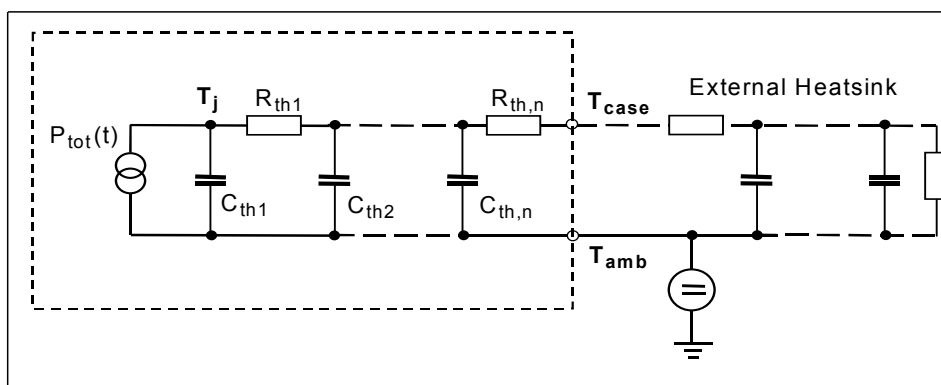 External Heatsink
T_j
R_th1
R_th,n
T_case
P_tot(t)
C_th1
C_th2
C_th,n
T_amb